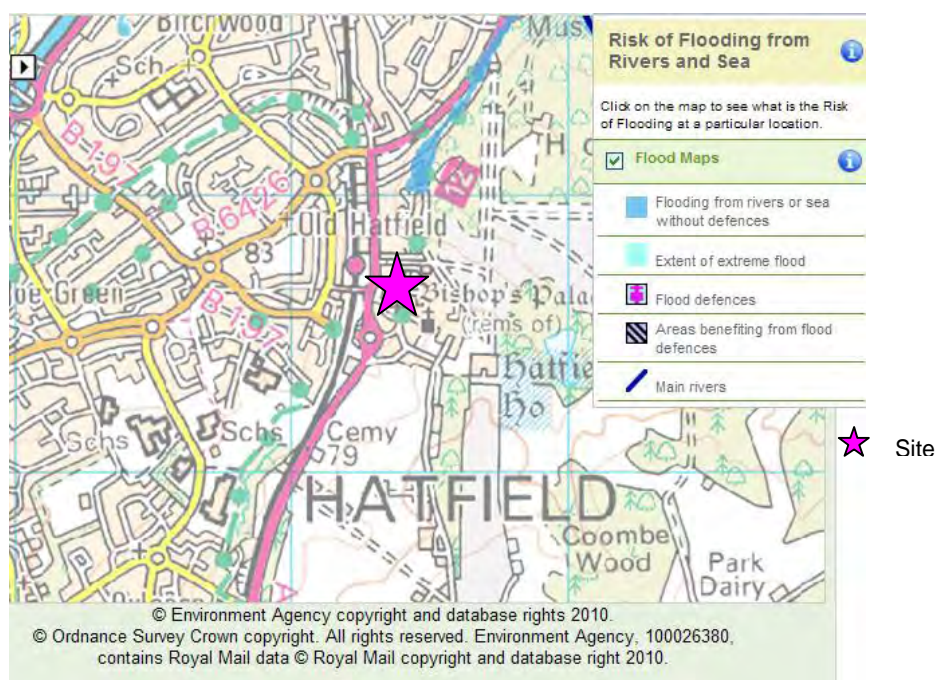 Birchwood
Mus
Sch
B 197
B 6426
H
Old Hatfield
83
oe Green
B 197
Bishop's Pala
(rems of)
Hatfie
Ho
Schs
Schs
Cemy
79
HATFIELD
Coombe
Wood
Park
Dairy
A
Risk of Flooding from
Rivers and Sea
Click on the map to see what is the Risk
of Flooding at a particular location.
Flood Maps
Flooding from rivers or sea
without defences
Extent of extreme flood
Flood defences
Areas benefiting from flood
defences
Main rivers
Site
© Environment Agency copyright and database rights 2010.
© Ordnance Survey Crown copyright. All rights reserved. Environment Agency, 100026380,
contains Royal Mail data © Royal Mail copyright and database right 2010.